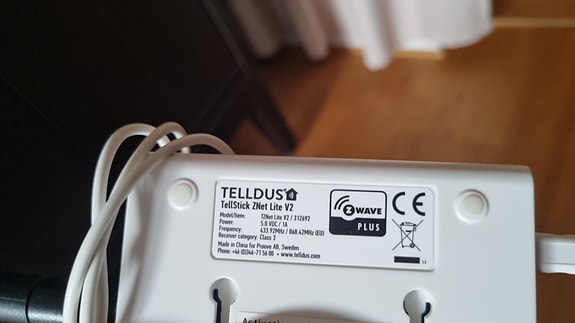 TELLDUS
TellStick ZNet Lite V2
Model/Item: TZNet Lite V2 / 312692
Power: 5.0 VDC / 1A
Frequency: 433.92MHz / 868.42MHz (EU)
Receiver category: Class 3
Made in China for Proove AB, Sweden
Phone: +46 (0)346-71 56 00 • www.telldus.com
Z WAVE
PLUS
CE
Activation